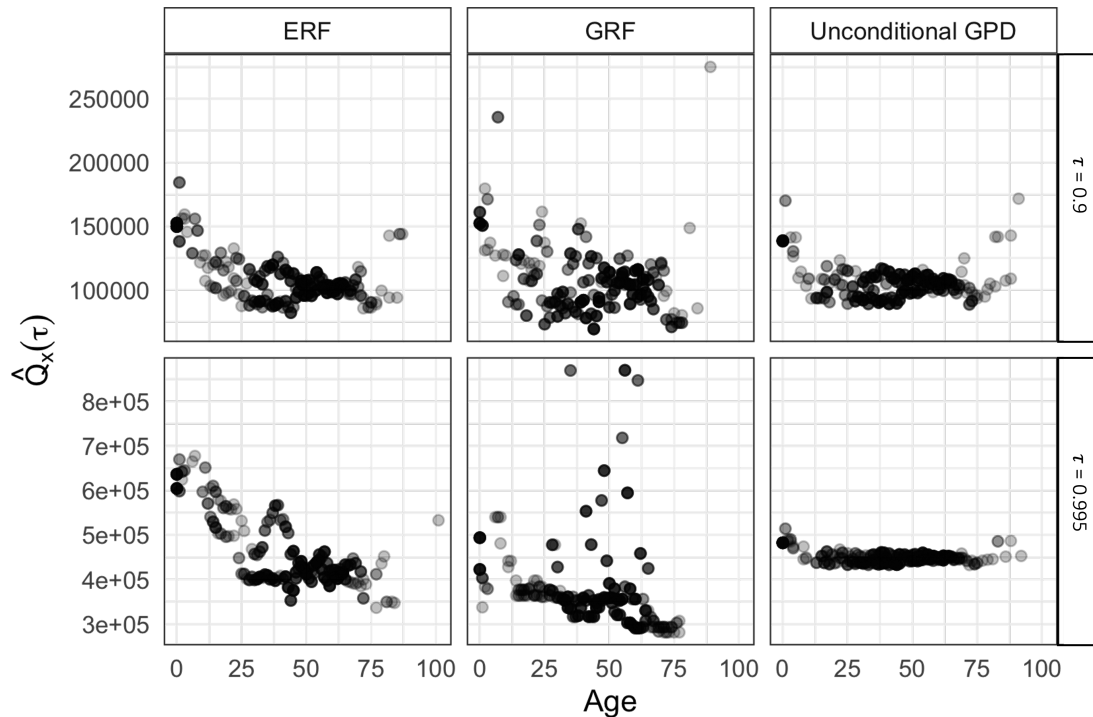 ERF GRF Unconditional GPD
250000
200000
150000
100000
τ = 0.9
Q̂x(τ)
8e+05
7e+05
6e+05
5e+05
4e+05
3e+05
τ = 0.995
0 25 50 75 100 0 25 50 75 100 0 25 50 75 100
Age